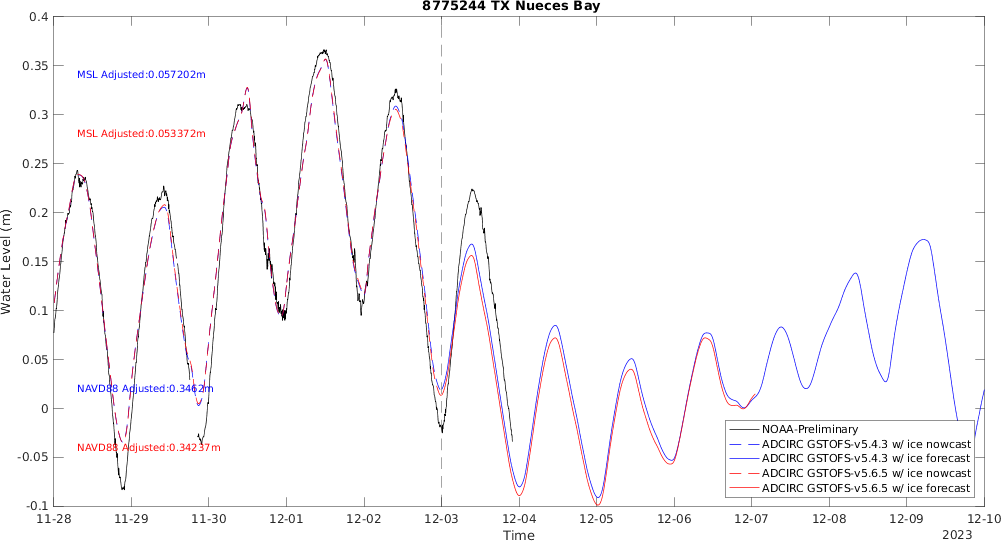 8775244 TX Nueces Bay
0.4
0.35
0.3
0.25
0.2
0.15
0.1
0.05
0
-0.05
-0.1
Water Level (m)
MSL Adjusted:0.057202m
MSL Adjusted:0.053372m
NAVD88 Adjusted:0.3462m
NAVD88 Adjusted:0.34237m
NOAA-Preliminary
ADCIRC GSTOFS-v5.4.3 w/ ice nowcast
ADCIRC GSTOFS-v5.4.3 w/ ice forecast
ADCIRC GSTOFS-v5.6.5 w/ ice nowcast
ADCIRC GSTOFS-v5.6.5 w/ ice forecast
11-28 11-29 11-30 12-01 12-02 12-03 12-04 12-05 12-06 12-07 12-08 12-09 12-10
Time
2023